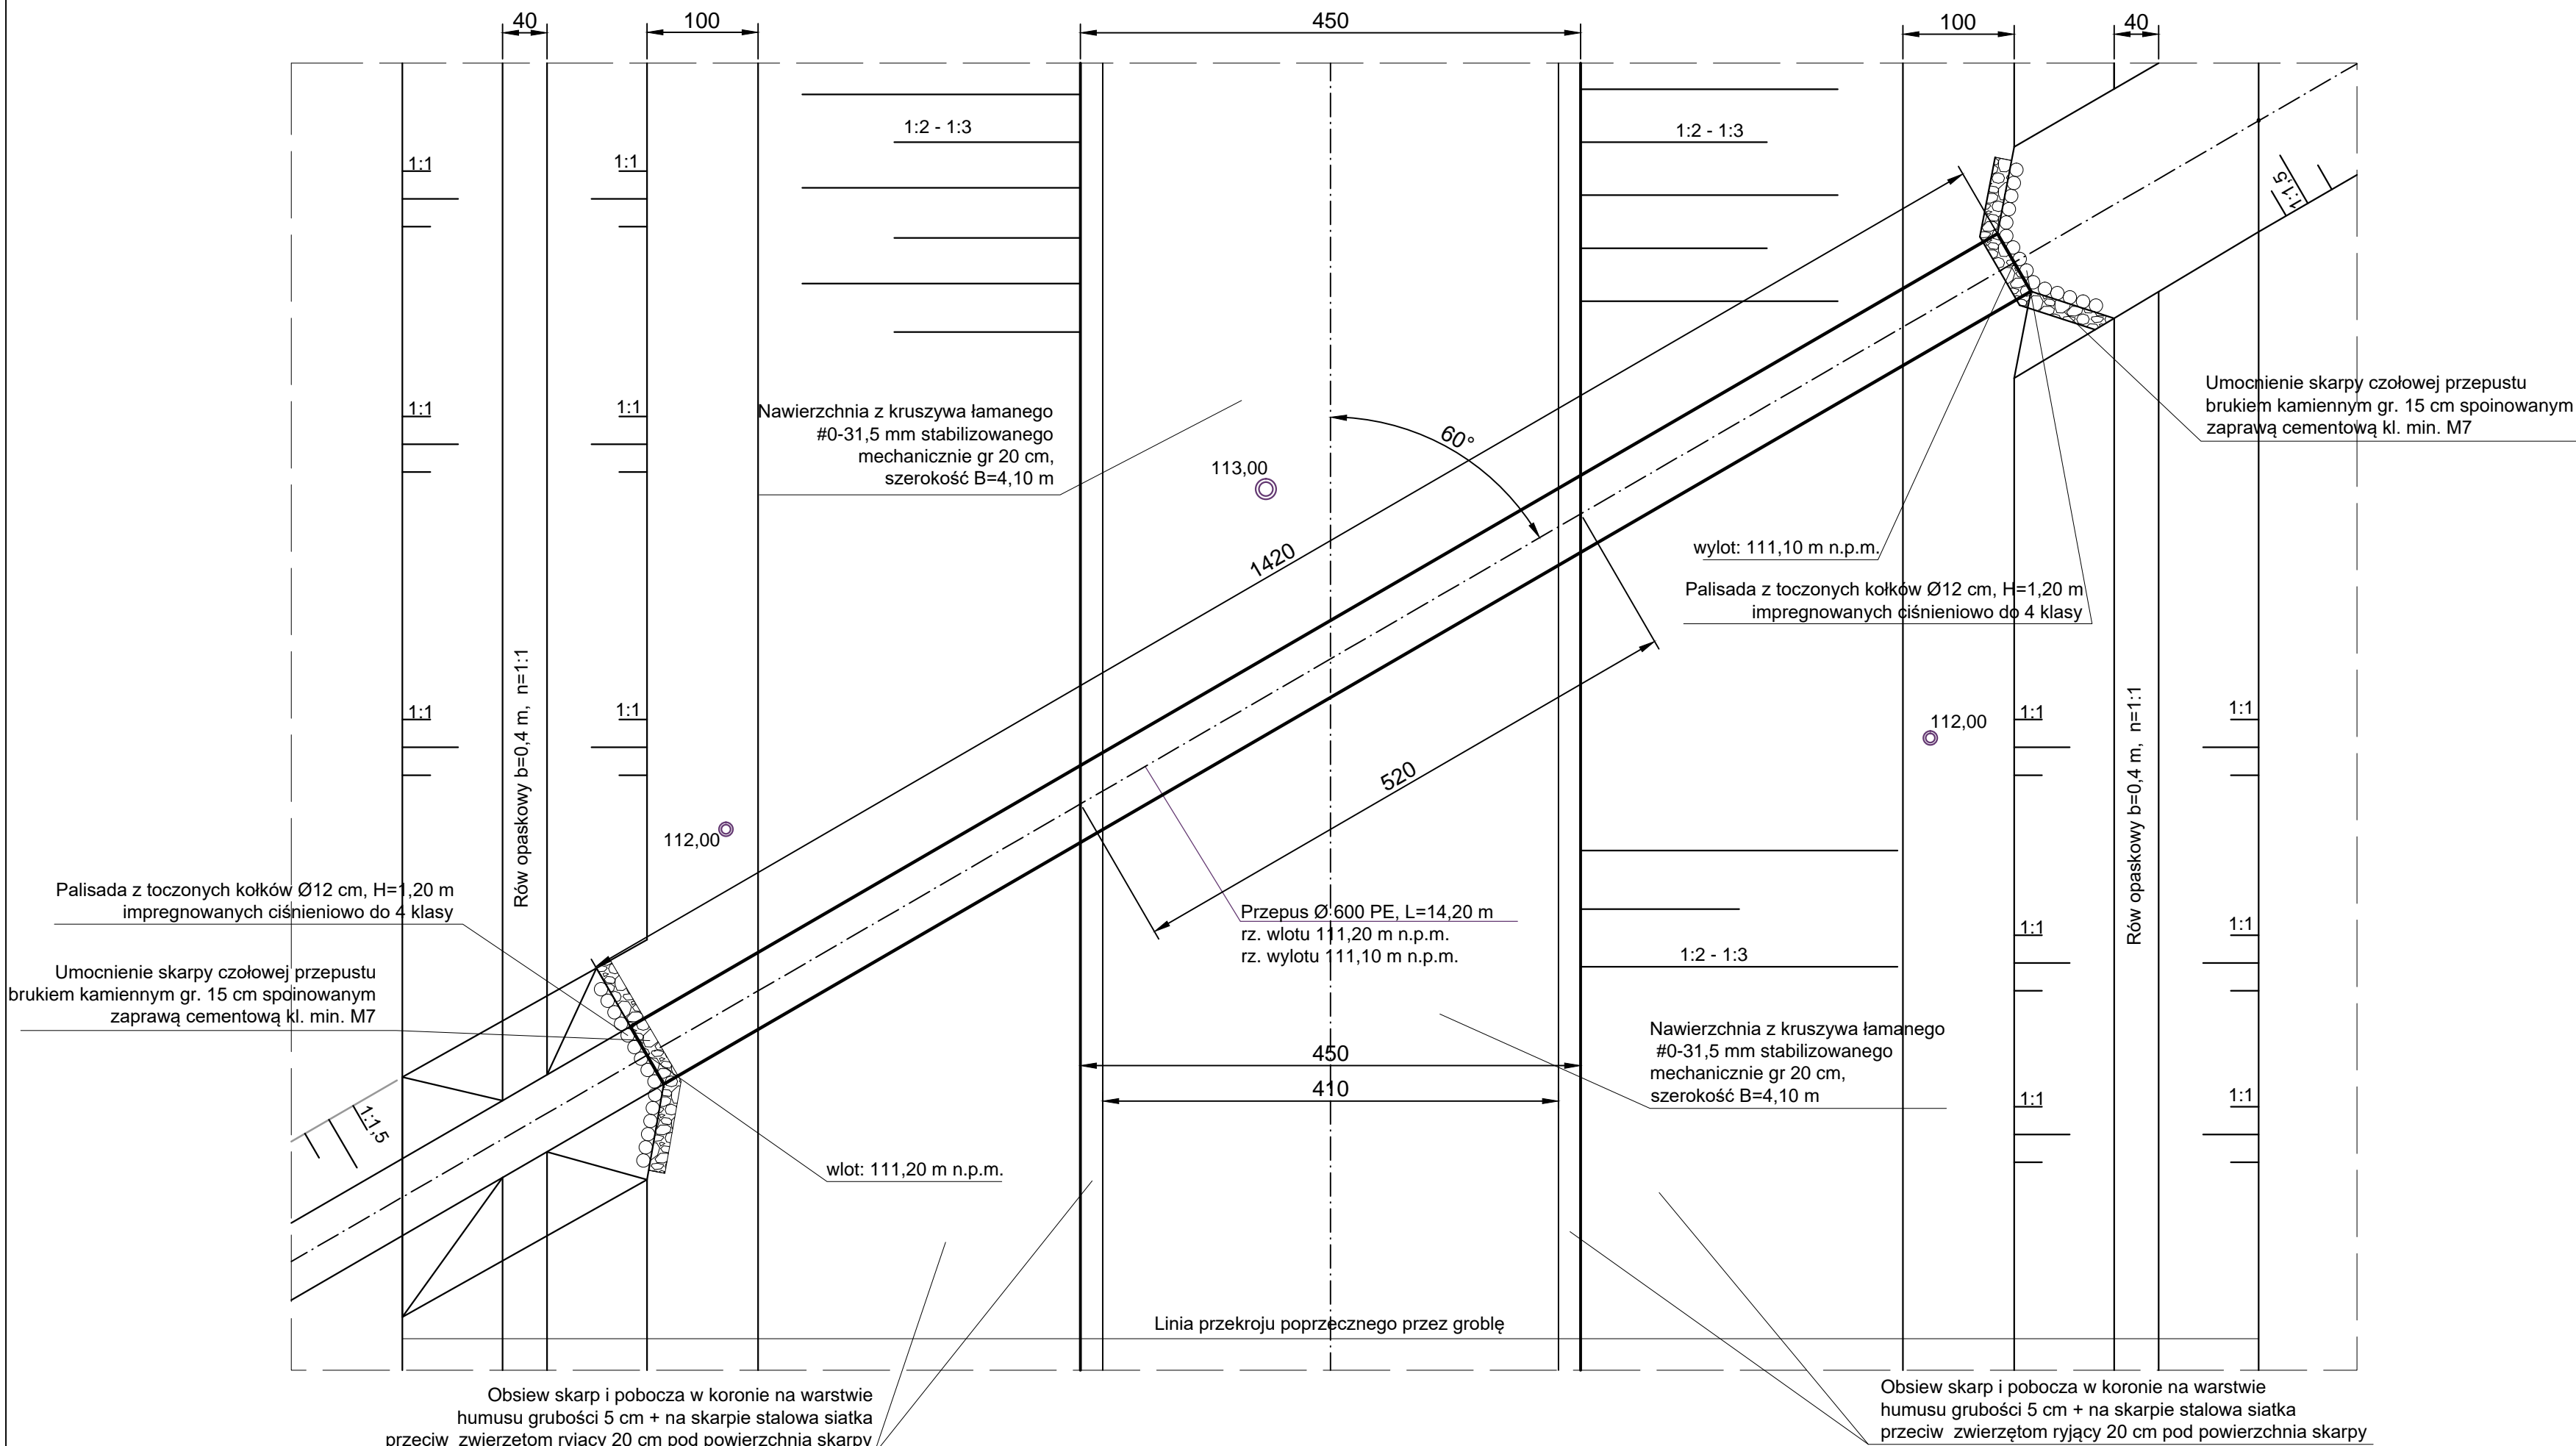 40
100
450
100
40
1:2 - 1:3
1:2 - 1:3
1:1
1:1
1:1,5
Umocnienie skarpy czołowej przepustu
brukiem kamiennym gr. 15 cm spoinowanym
zaprawą cementową kl. min. M7
1:1
1:1
Nawierzchnia z kruszywa łamanego
#0-31,5 mm stabilizowanego
mechanicznie gr 20 cm,
szerokość B=4,10 m
60°
113,00
1420
wylot: 111,10 m n.p.m.
Palisada z toczonych kołków Ø12 cm, H=1,20 m
impregnowanych ciśnieniowo do 4 klasy
1:1
1:1
112,00
1:1
1:1
Rów opaskowy b=0,4 m, n=1:1
Rów opaskowy b=0,4 m, n=1:1
520
112,00
Palisada z toczonych kołków Ø12 cm, H=1,20 m
impregnowanych ciśnieniowo do 4 klasy
Przepus Ø 600 PE, L=14,20 m
rz. wlotu 111,20 m n.p.m.
rz. wylotu 111,10 m n.p.m.
1:2 - 1:3
1:1
1:1
Umocnienie skarpy czołowej przepustu
brukiem kamiennym gr. 15 cm spoinowanym
zaprawą cementową kl. min. M7
450
410
Nawierzchnia z kruszywa łamanego
#0-31,5 mm stabilizowanego
mechanicznie gr 20 cm,
szerokość B=4,10 m
1:1
1:1
1:1,5
wlot: 111,20 m n.p.m.
Linia przekroju poprzecznego przez groblę
Obsiew skarp i pobocza w koronie na warstwie
humusu grubości 5 cm + na skarpie stalowa siatka
przeciw zwierzętom ryjący 20 cm pod powierzchnia skarpy
Obsiew skarp i pobocza w koronie na warstwie
humusu grubości 5 cm + na skarpie stalowa siatka
przeciw zwierzętom ryjący 20 cm pod powierzchnia skarpy